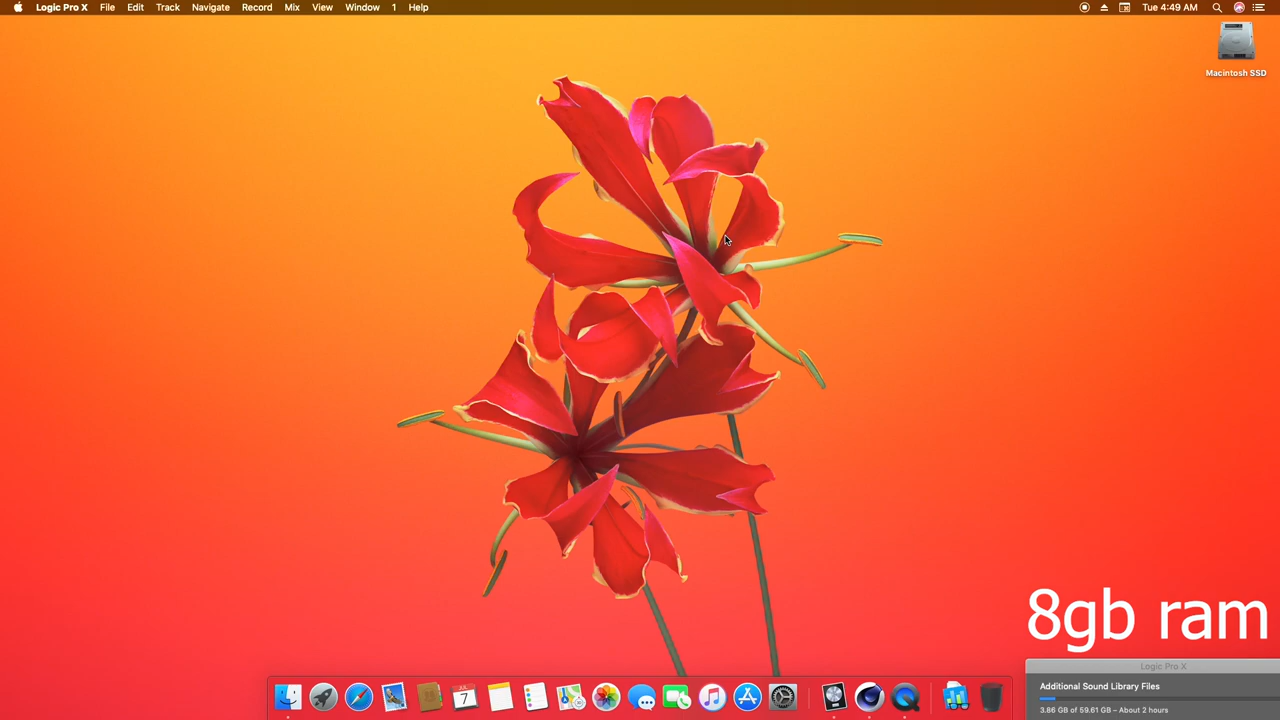 Logic Pro X File Edit Track Navigate Record Mix View Window 1 Help Tue 4:49 AM
Macintosh SSD
7
8gb ram
Logic Pro X
Additional Sound Library Files
3.86 GB of 59.61 GB – About 2 hours